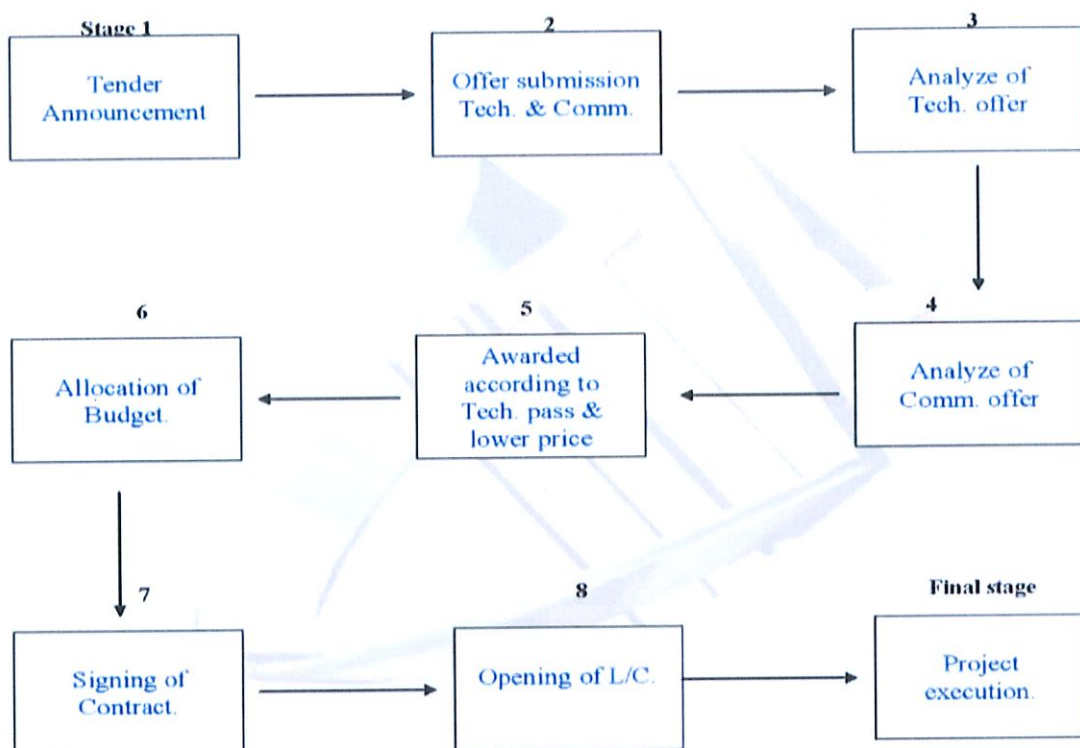 Stage 1
Tender
Announcement
2
Offer submission
Tech. & Comm.
3
Analyze of
Tech. offer
4
Analyze of
Comm. offer
5
Awarded
according to
Tech. pass &
lower price
6
Allocation of
Budget.
7
Signing of
Contract.
8
Opening of L/C.
Final stage
Project
execution.